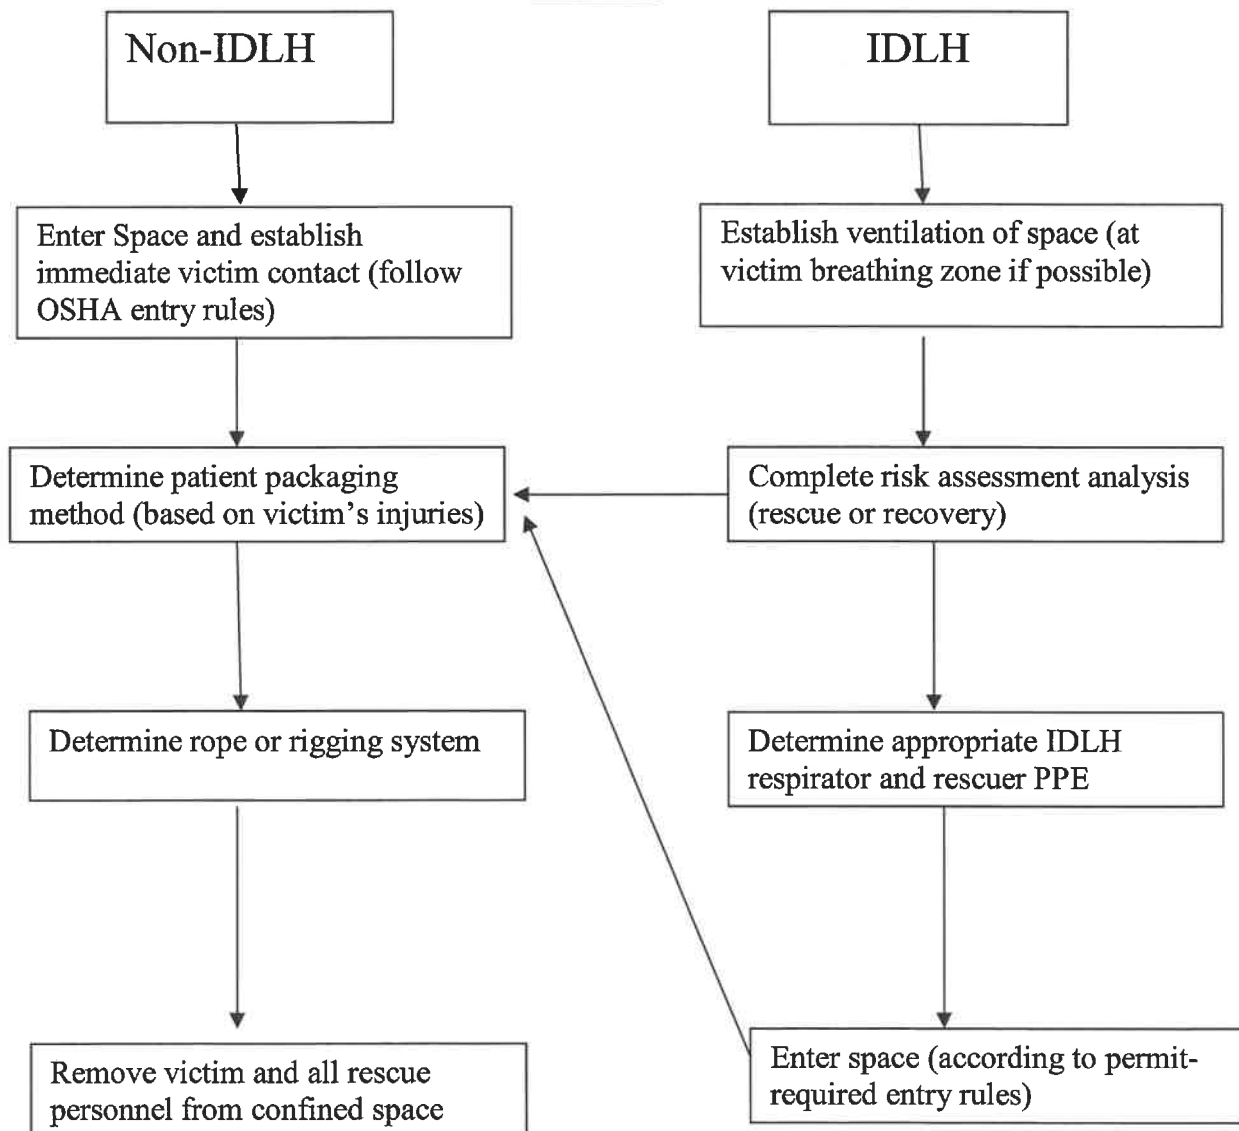 Non-IDLH
IDLH
Enter Space and establish
immediate victim contact (follow
OSHA entry rules)
Establish ventilation of space (at
victim breathing zone if possible)
Determine patient packaging
method (based on victim's injuries)
Complete risk assessment analysis
(rescue or recovery)
Determine rope or rigging system
Determine appropriate IDLH
respirator and rescuer PPE
Remove victim and all rescue
personnel from confined space
Enter space (according to permit-
required entry rules)